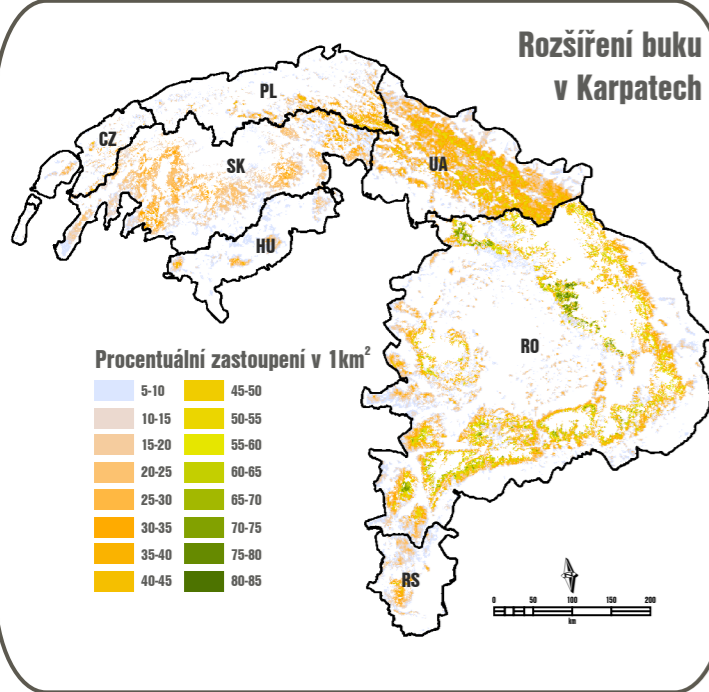 Rozšíření buku
v Karpatech
PL
CZ
SK
UA
HU
RO
RS
Procentuální zastoupení v 1km²
5-10
10-15
15-20
20-25
25-30
30-35
35-40
40-45
45-50
50-55
55-60
60-65
65-70
70-75
75-80
80-85
0 50 100 150 200
km